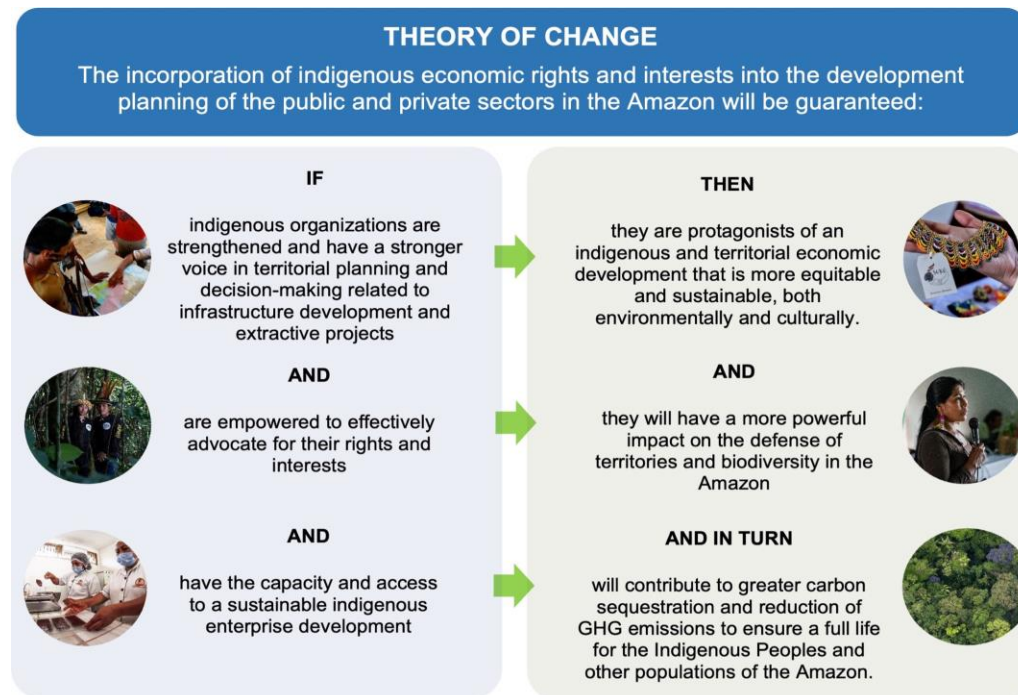 THEORY OF CHANGE
The incorporation of indigenous economic rights and interests into the development
planning of the public and private sectors in the Amazon will be guaranteed:
IF
indigenous organizations are
strengthened and have a stronger
voice in territorial planning and
decision-making related to
infrastructure development and
extractive projects
AND
are empowered to effectively
advocate for their rights and
interests
AND
have the capacity and access
to a sustainable indigenous
enterprise development
THEN
they are protagonists of an
indigenous and territorial economic
development that is more equitable
and sustainable, both
environmentally and culturally.
AND
they will have a more powerful
impact on the defense of
territories and biodiversity in the
Amazon
AND IN TURN
will contribute to greater carbon
sequestration and reduction of
GHG emissions to ensure a full life
for the Indigenous Peoples and
other populations of the Amazon.